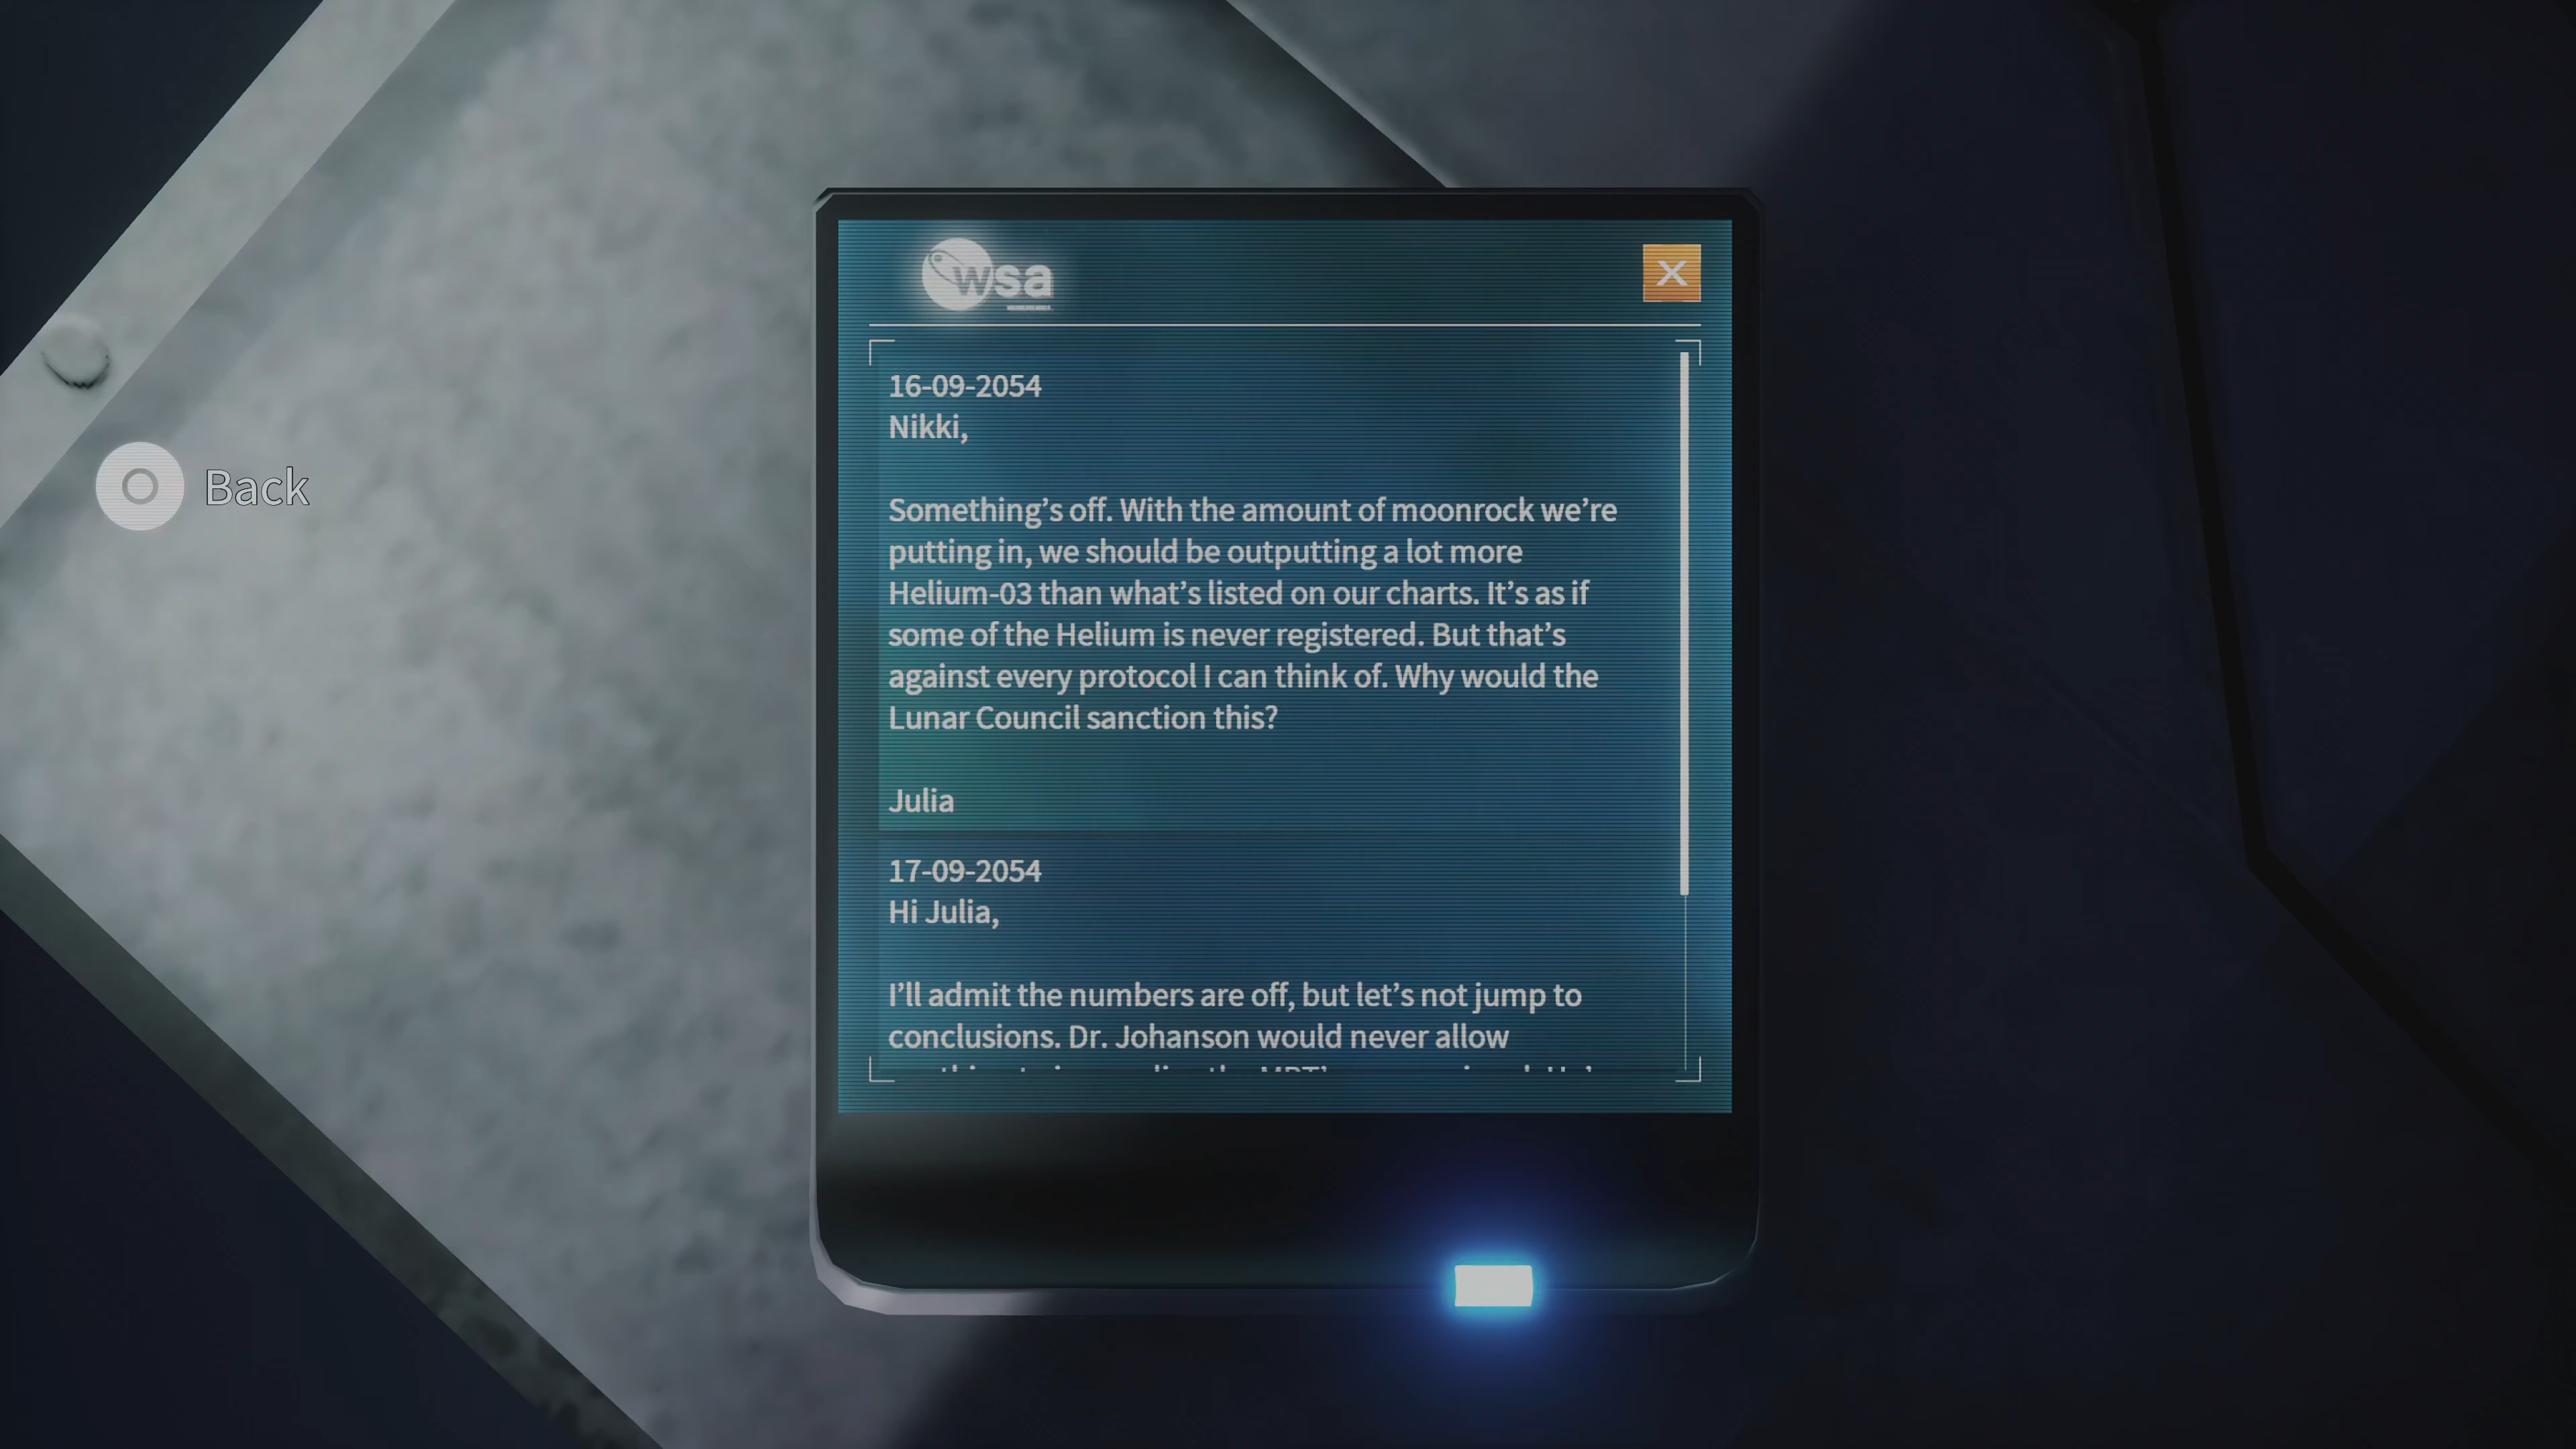 wsa
16-09-2054
Nikki,
Something's off. With the amount of moonrock we're
putting in, we should be outputting a lot more
Helium-03 than what's listed on our charts. It's as if
some of the Helium is never registered. But that's
against every protocol I can think of. Why would the
Lunar Council sanction this?
Julia
17-09-2054
Hi Julia,
I'll admit the numbers are off, but let's not jump to
conclusions. Dr. Johanson would never allow
Back